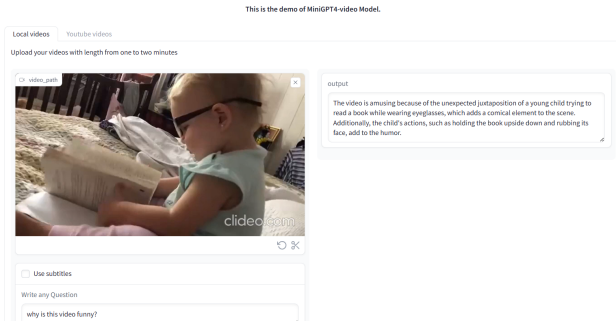 This is the demo of MiniGPT4-video Model.
Local videos
Youtube videos
Upload your videos with length from one to two minutes
video_path
clideo.com
Use subtitles
Write any Question
why is this video funny?
output
The video is amusing because of the unexpected juxtaposition of a young child trying to
read a book while wearing eyeglasses, which adds a comical element to the scene.
Additionally, the child's actions, such as holding the book upside down and rubbing its
face, add to the humor.